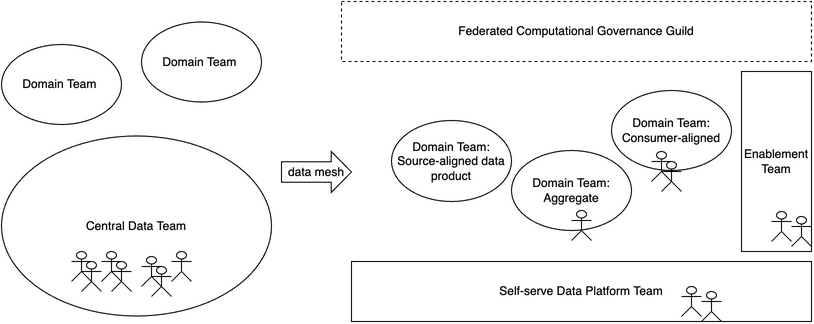 Domain Team
Domain Team
Central Data Team
data mesh
Federated Computational Governance Guild
Domain Team:
Source-aligned data
product
Domain Team:
Aggregate
Domain Team:
Consumer-aligned
Enablement
Team
Self-serve Data Platform Team